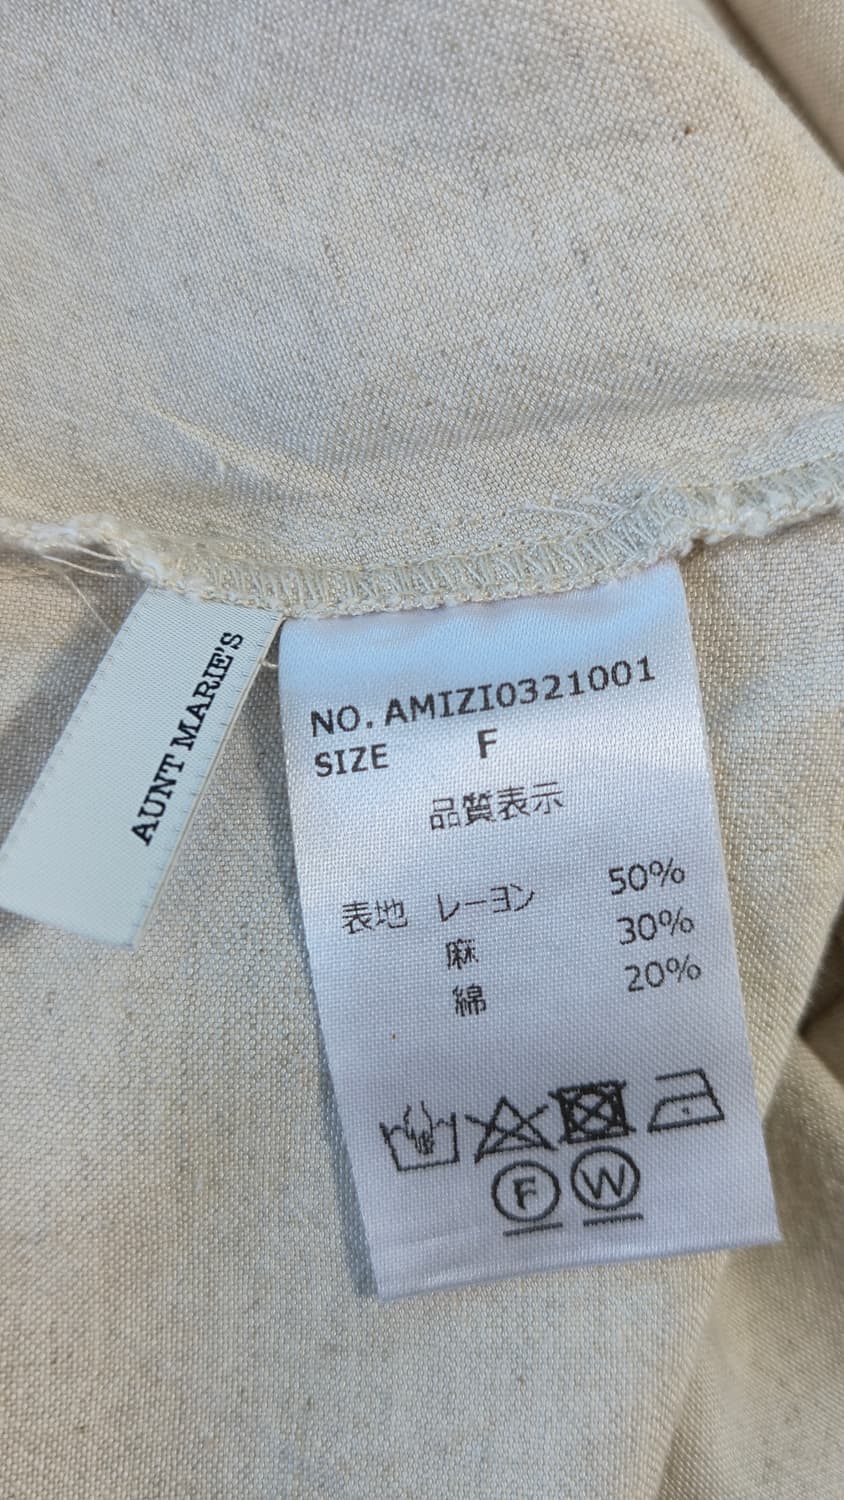 AUNT MARIE'S
NO. AMIZI0321001
SIZE F
品質表示
表地 レーヨン 50%
麻 30%
綿 20%
F W